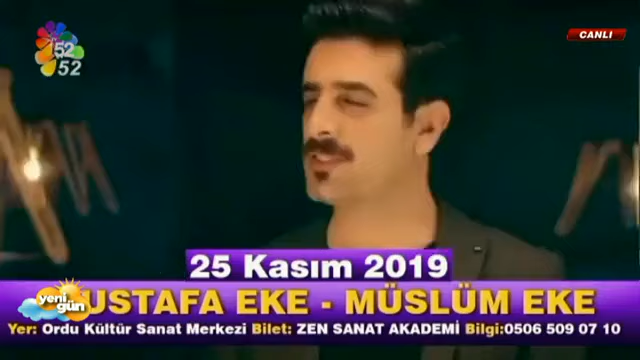 52
52
CANLI
25 Kasım 2019
USTAFA EKE - MÜSLÜM EKE
yeni
gün
Yer: Ordu Kültür Sanat Merkezi Bilet: ZEN SANAT AKADEMİ Bilgi:0506 509 07 10